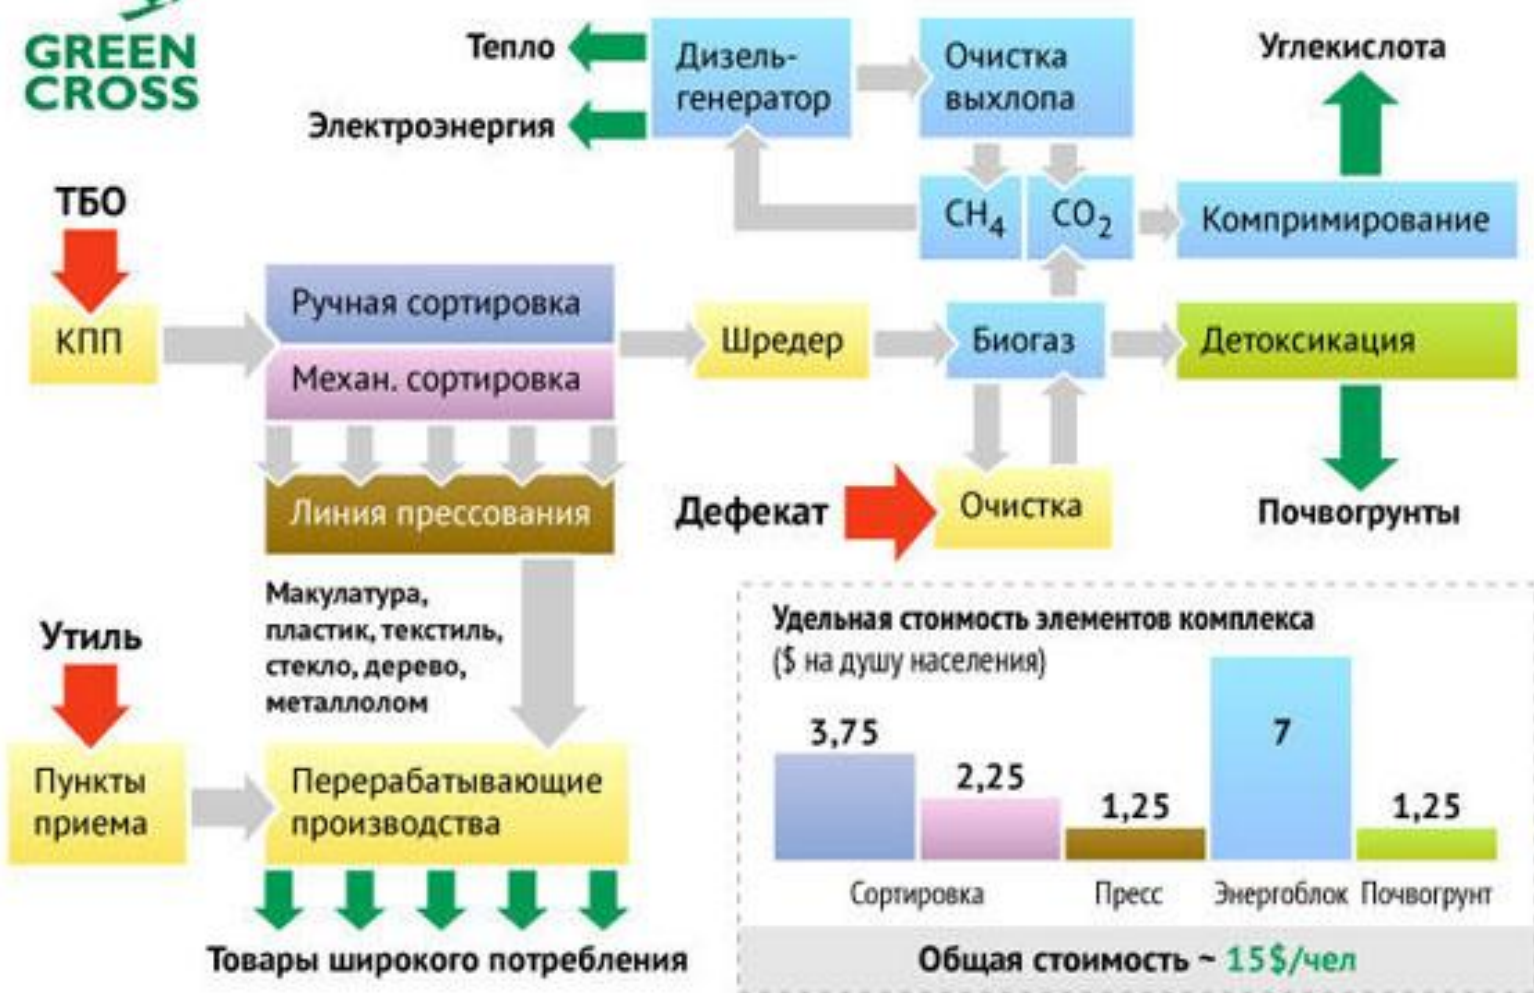 GREEN
CROSS
Тепло
Электроэнергия
Дизель-
генератор
Очистка
выхлопа
Углекислота
CH4
CO2
Компримирование
ТБО
КПП
Ручная сортировка
Механ. сортировка
Шредер
Биогаз
Детоксикация
Линия прессования
Дефекат
Очистка
Почвогрунты
Макулатура,
пластик, текстиль,
стекло, дерево,
металлолом
Утиль
Пункты
приема
Перерабатывающие
производства
Товары широкого потребления
Удельная стоимость элементов комплекса
($ на душу населения)
3,75
2,25
1,25
7
1,25
Сортировка
Пресс
Энергоблок
Почвогрунт
Общая стоимость ~ 15$/чел